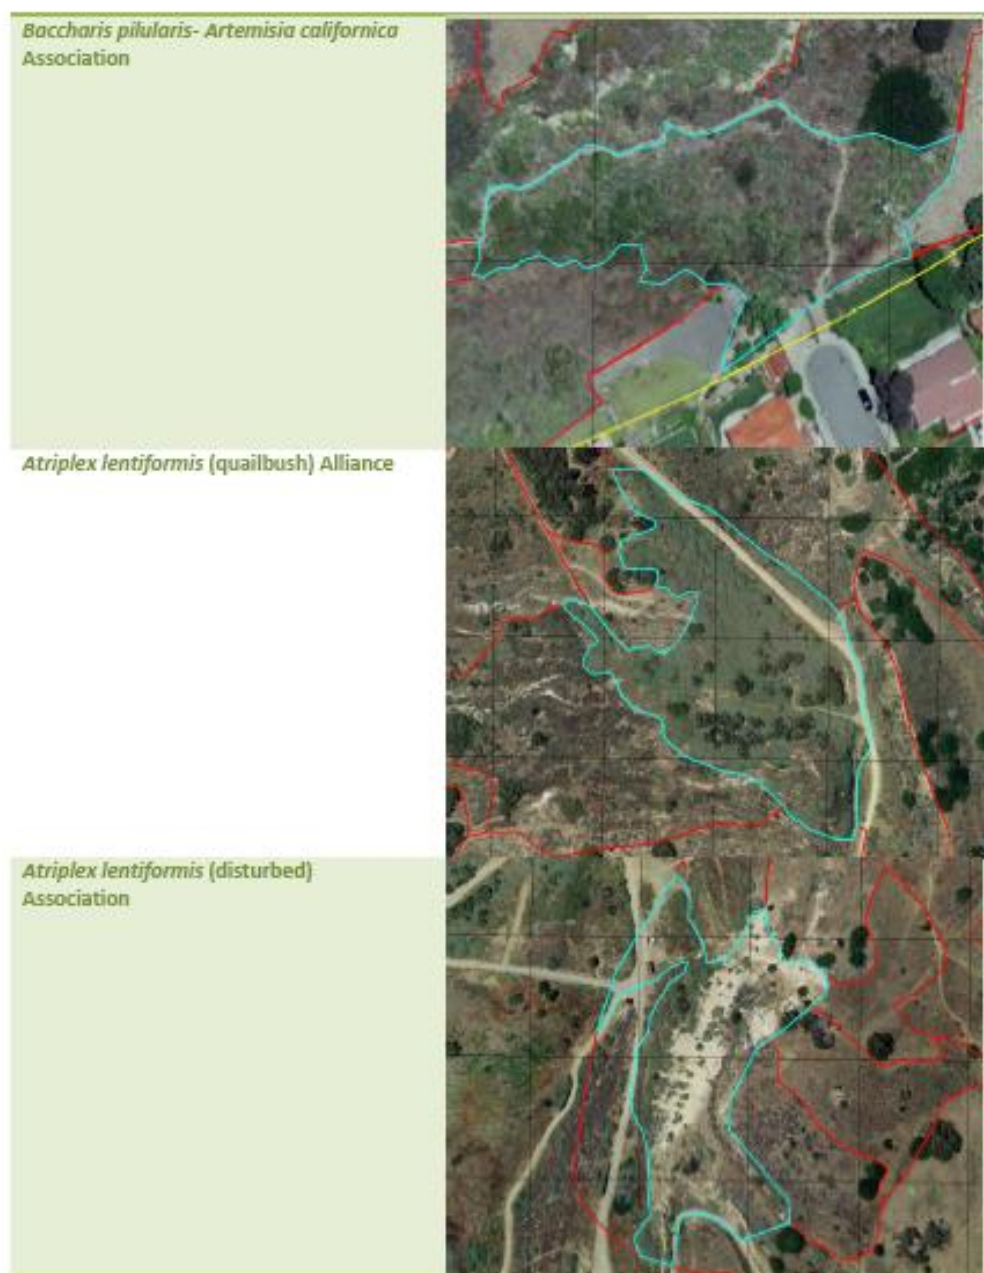 Baccharis pilularis- Artemisia californica
Association
Atriplex lentiformis (quailbush) Alliance
Atriplex lentiformis (disturbed)
Association